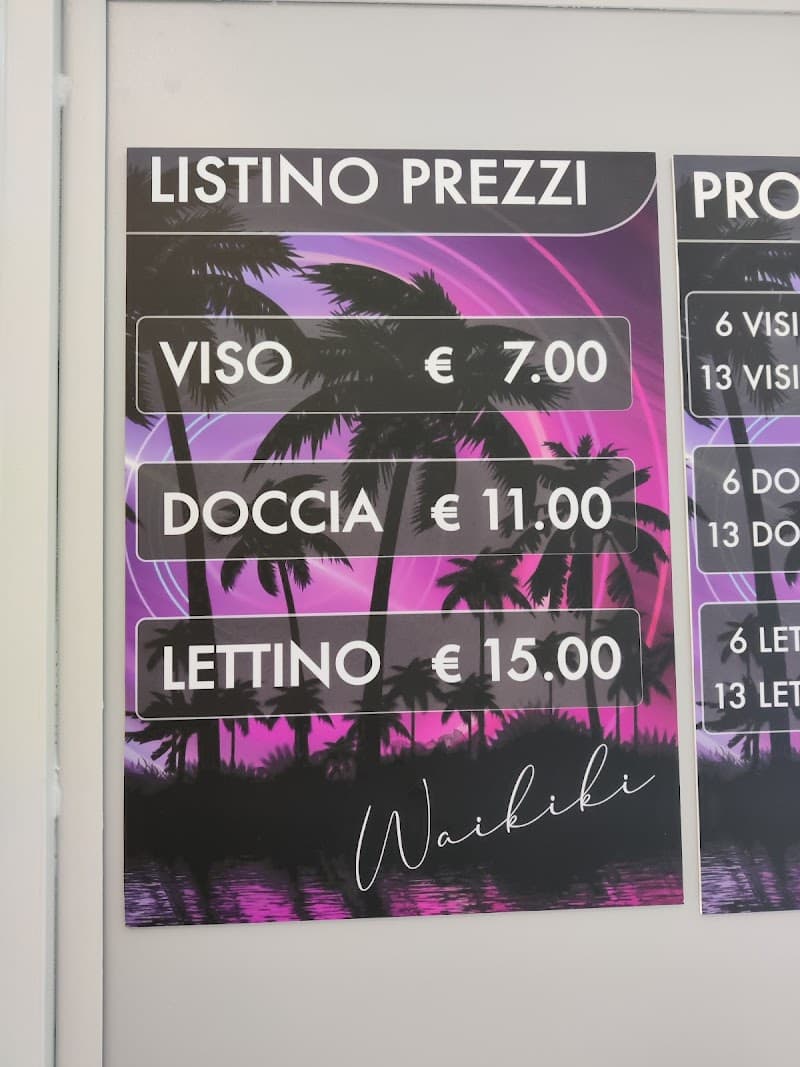 LISTINO PREZZI
VISO € 7.00
DOCCIA € 11.00
LETTINO € 15.00
Waikiki
PRO
6 VISI
13 VISI
6 DO
13 DO
6 LET
13 LET